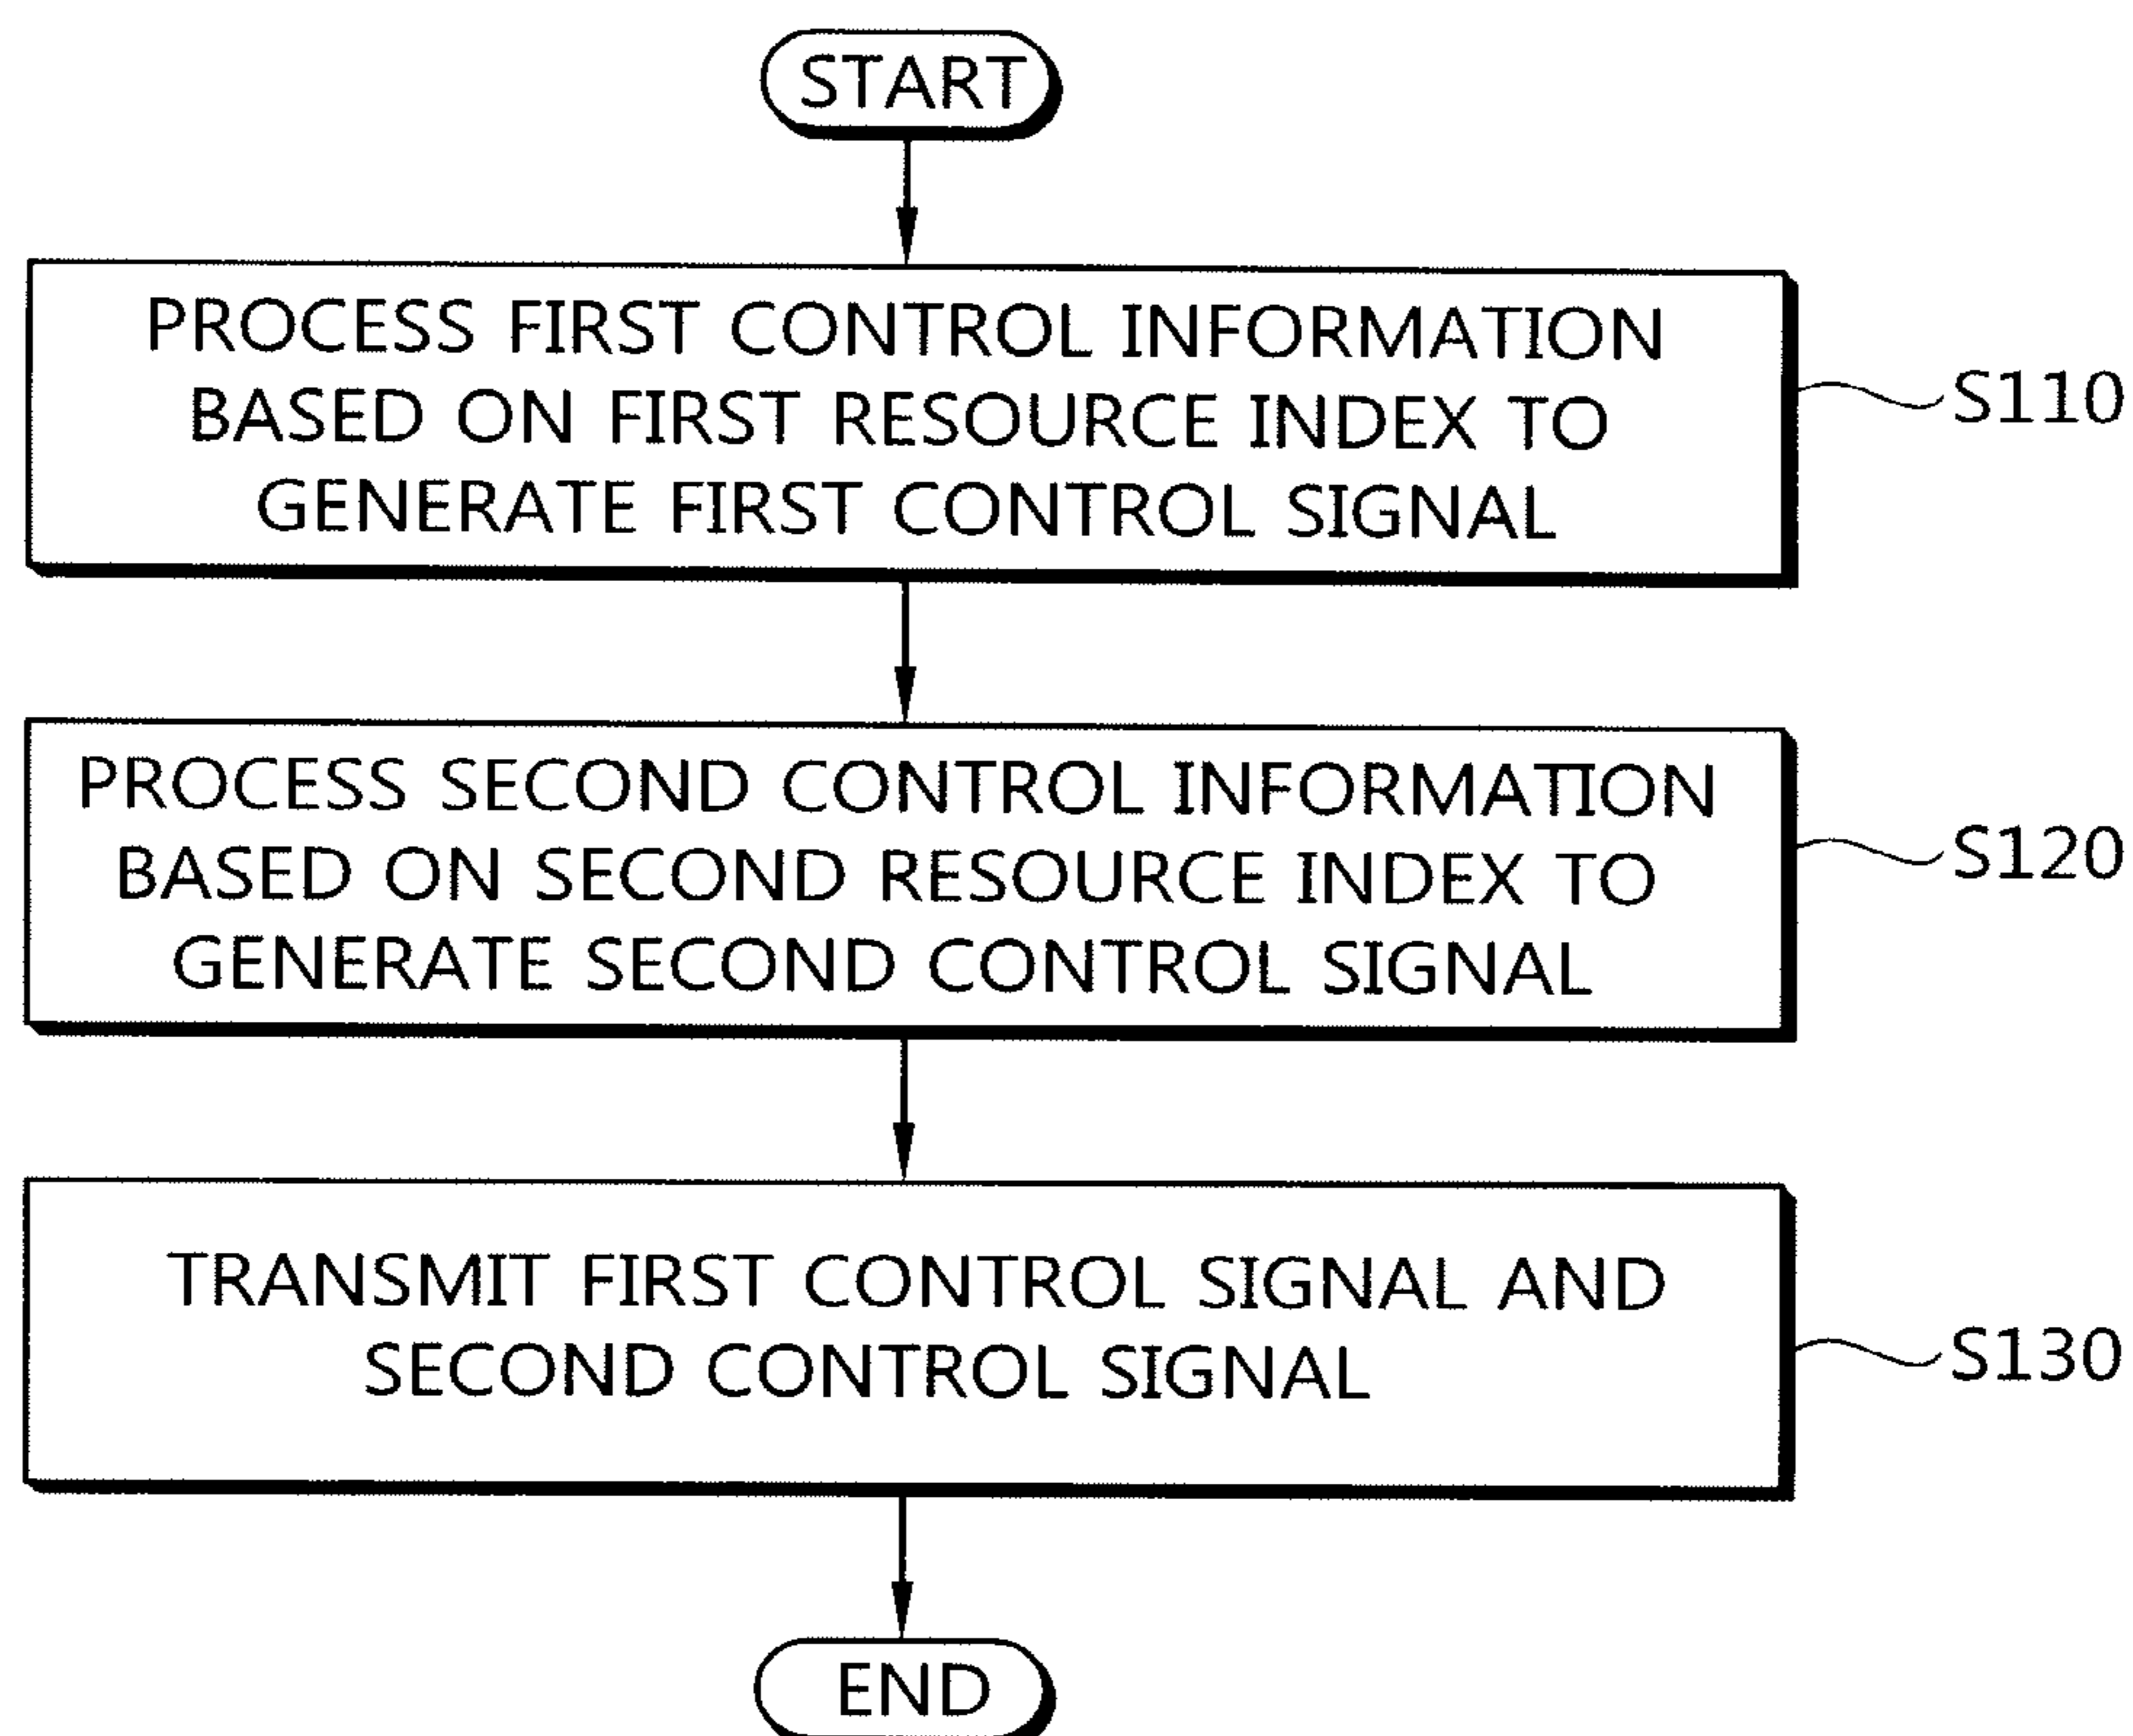 START
PROCESS FIRST CONTROL INFORMATION
BASED ON FIRST RESOURCE INDEX TO
GENERATE FIRST CONTROL SIGNAL
S110
PROCESS SECOND CONTROL INFORMATION
BASED ON SECOND RESOURCE INDEX TO
GENERATE SECOND CONTROL SIGNAL
S120
TRANSMIT FIRST CONTROL SIGNAL AND
SECOND CONTROL SIGNAL
S130
END